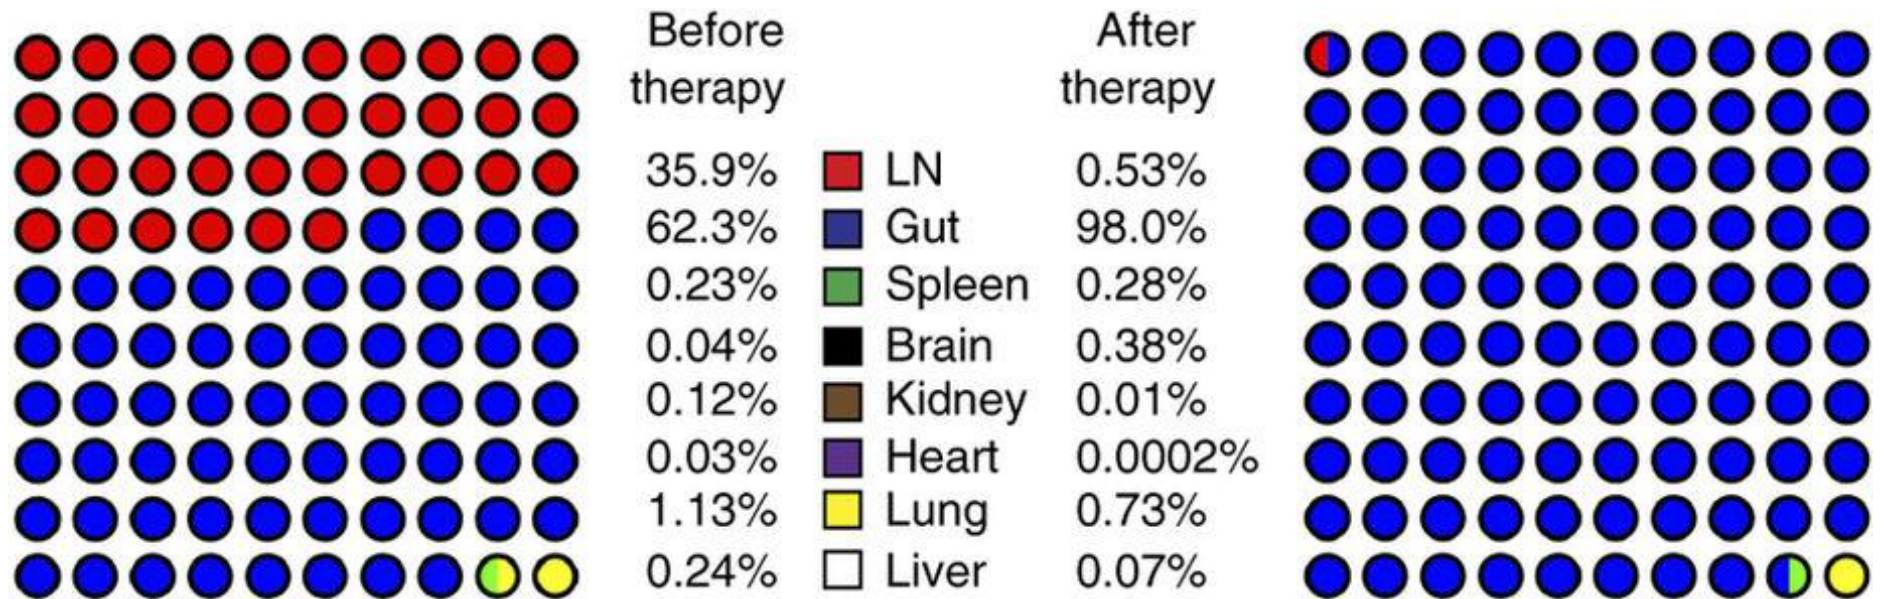 Before After
therapy therapy
35.9% LN 0.53%
62.3% Gut 98.0%
0.23% Spleen 0.28%
0.04% Brain 0.38%
0.12% Kidney 0.01%
0.03% Heart 0.0002%
1.13% Lung 0.73%
0.24% Liver 0.07%